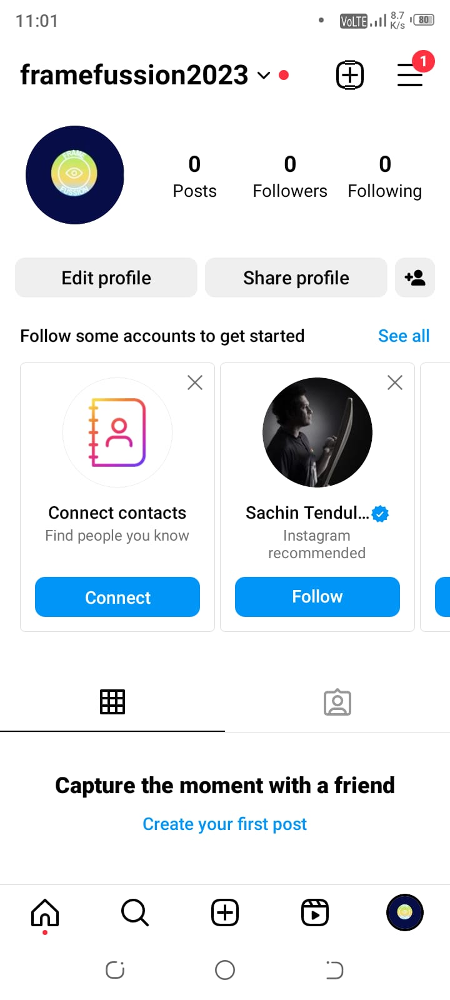 11:01
VoLTE 8.7 K/s 80
framefussion2023
1
FRAME
FUSSION
0 0 0
Posts Followers Following
Edit profile Share profile
Follow some accounts to get started See all
Connect contacts Sachin Tendul...
Find people you know Instagram
recommended
Connect Follow
Capture the moment with a friend
Create your first post